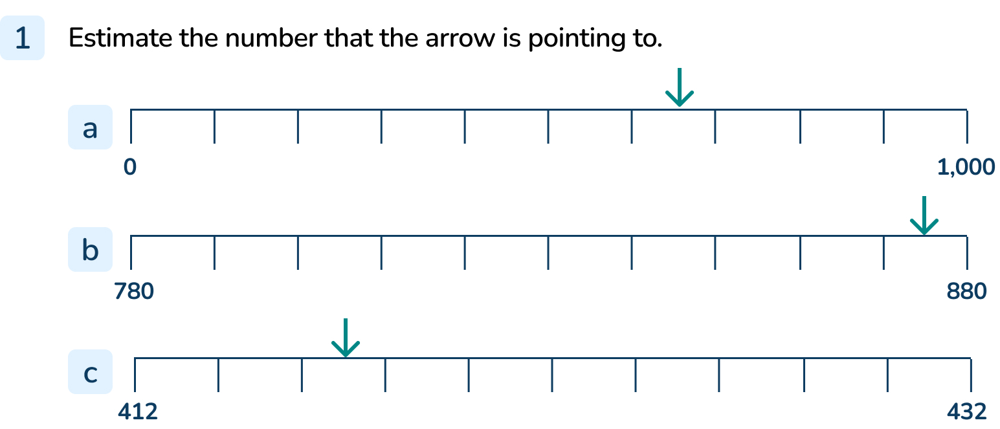 1 Estimate the number that the arrow is pointing to.
a
0 1,000
b
780 880
c
412 432